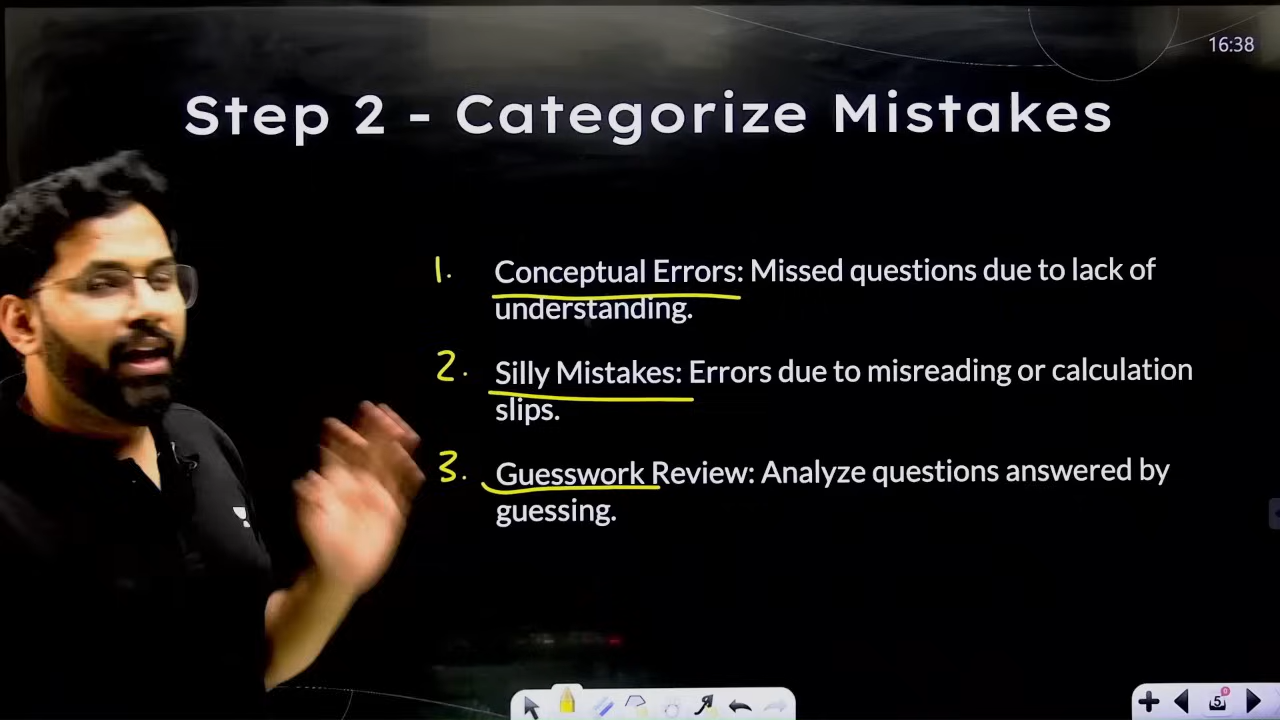 16:38
Step 2 - Categorize Mistakes
1. Conceptual Errors: Missed questions due to lack of
understanding.
2. Silly Mistakes: Errors due to misreading or calculation
slips.
3. Guesswork Review: Analyze questions answered by
guessing.
5